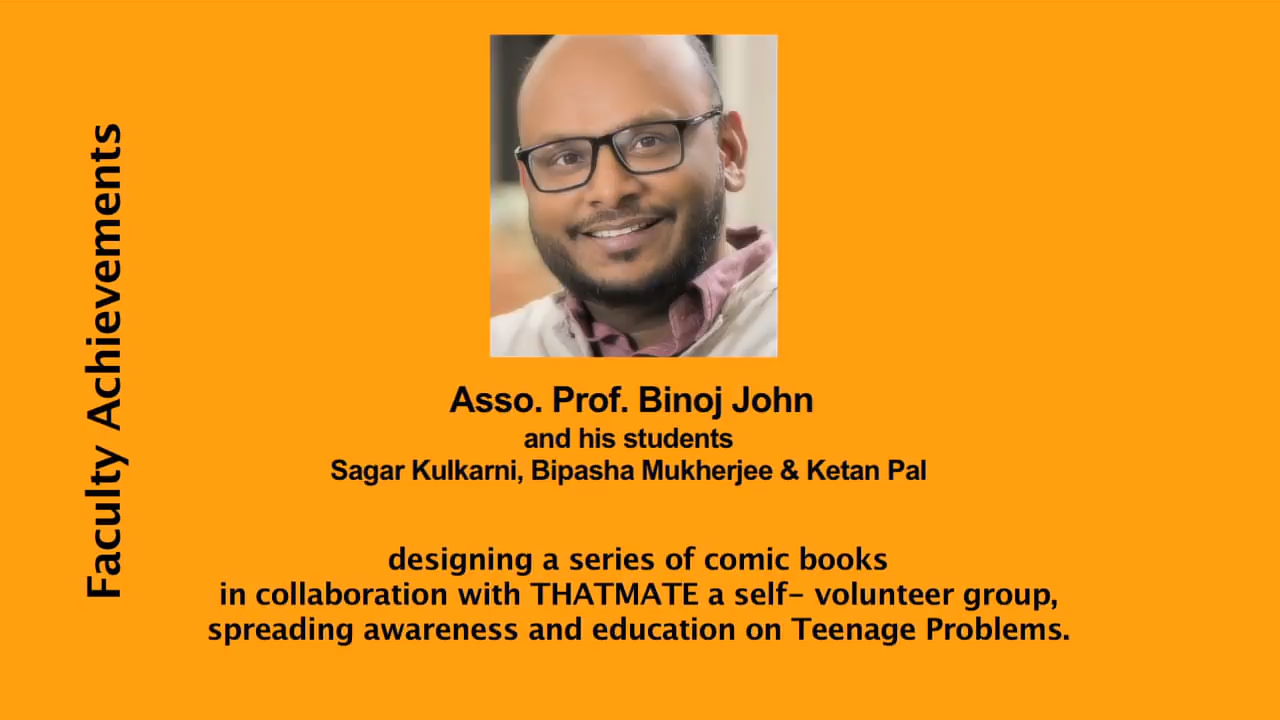 Faculty Achievements
Asso. Prof. Binoj John
and his students
Sagar Kulkarni, Bipasha Mukherjee & Ketan Pal
designing a series of comic books
in collaboration with THATMATE a self- volunteer group,
spreading awareness and education on Teenage Problems.